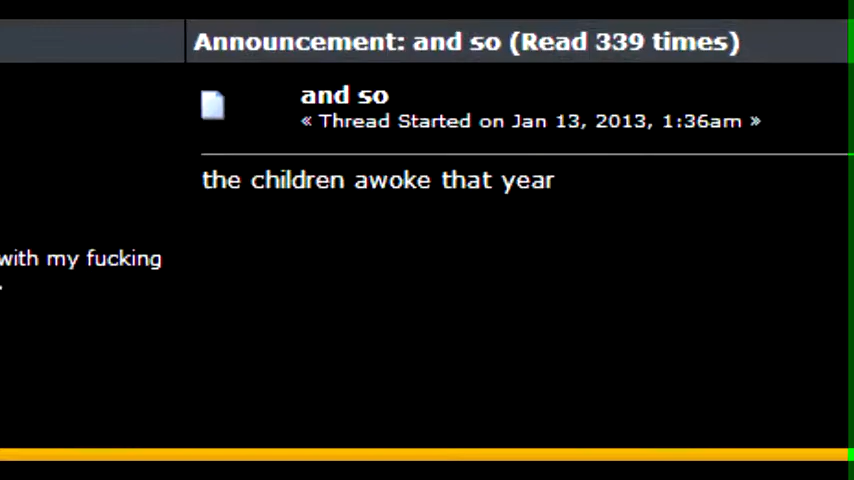 Announcement: and so (Read 339 times)
and so
« Thread Started on Jan 13, 2013, 1:36am »
the children awoke that year
with my fucking
.